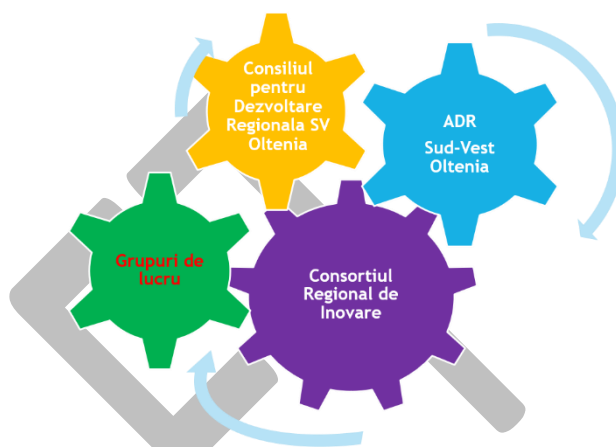 Consiliul
pentru
Dezvoltare
Regionala SV
Oltenia
ADR
Sud-Vest
Oltenia
Grupuri de
lucru
Consortiul
Regional de
Inovare